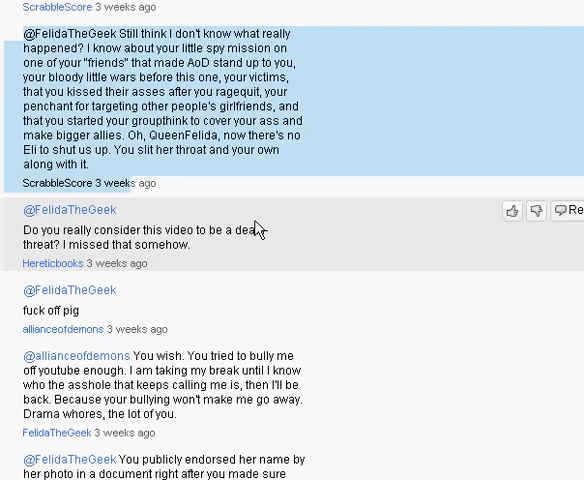 ScrabbleScore 3 weeks ago
@FelidaTheGeek Still think I don't know what really
happened? I know about your little spy mission on
one of your "friends" that made AoD stand up to you,
your bloody little wars before this one, your victims,
that you kissed their asses after you ragequit, your
penchant for targeting other people's girlfriends, and
that you started your groupthink to cover your ass and
make bigger allies. Oh, QueenFelida, now there's no
Eli to shut us up. You slit her throat and your own
along with it.
ScrabbleScore 3 weeks ago
@FelidaTheGeek
Re
Do you really consider this video to be a
threat? I missed that somehow.
Hereticbooks 3 weeks ago
@FelidaTheGeek
fuck off pig
allianceofdemons 3 weeks ago
@allianceofdemons You wish. You tried to bully me
off youtube enough. I am taking my break until I know
who the asshole that keeps calling me is, then I'll be
back. Because your bullying won't make me go away.
Drama whores, the lot of you.
FelidaTheGeek 3 weeks ago
@FelidaTheGeek You publicly endorsed her name by
her photo in a document right after you made sure